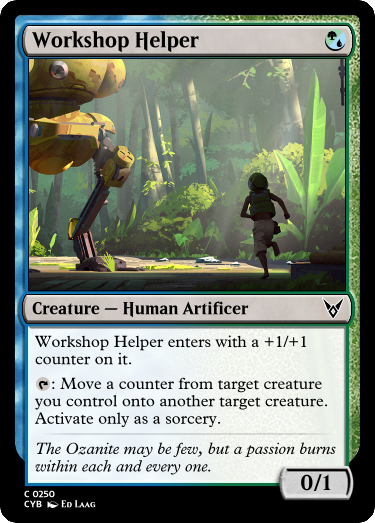 Workshop Helper
Creature — Human Artificer
Workshop Helper enters with a +1/+1
counter on it.
: Move a counter from target creature
you control onto another target creature.
Activate only as a sorcery.
The Ozanite may be few, but a passion burns
within each and every one.
0/1
C 0250
CYB Ed Laag